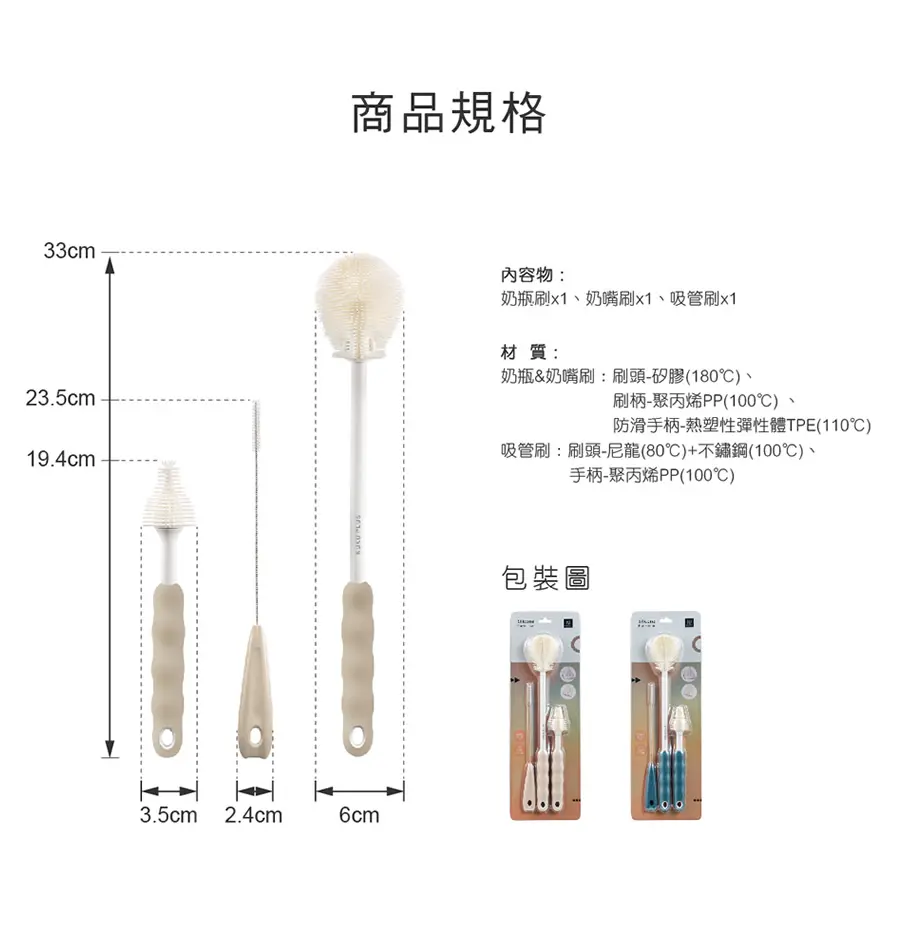 商品規格
33cm
23.5cm
19.4cm
3.5cm
2.4cm
6cm
內容物：
奶瓶刷x1、奶嘴刷x1、吸管刷x1
材 質：
奶瓶&奶嘴刷：刷頭-矽膠(180℃)、
刷柄-聚丙烯PP(100℃) 、
防滑手柄-熱塑性彈性體TPE(110℃)
吸管刷：刷頭-尼龍(80℃)+不鏽鋼(100℃)、
手柄-聚丙烯PP(100℃)
包裝圖